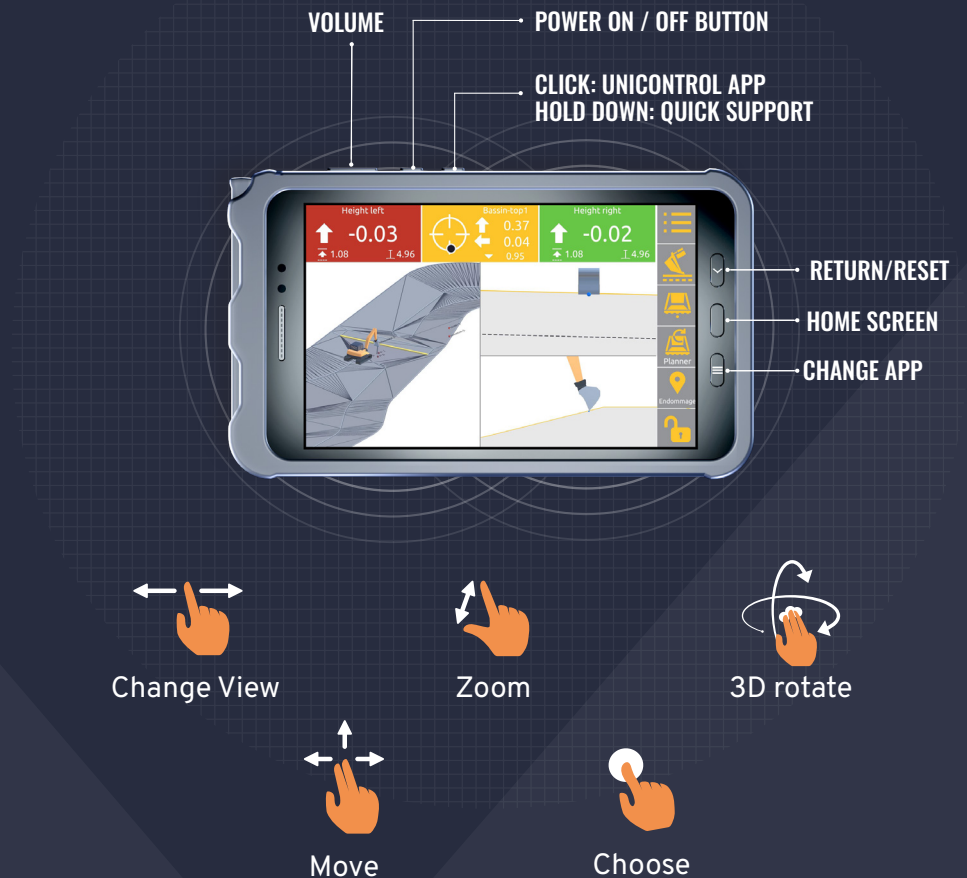 VOLUME
POWER ON / OFF BUTTON
CLICK: UNICONTROL APP
HOLD DOWN: QUICK SUPPORT
Height left
-0.03
1.08 4.96
Bassin-top1
0.37
0.04
0.95
Height right
-0.02
1.08 4.96
Planner
Endommage
RETURN/RESET
HOME SCREEN
CHANGE APP
Change View
Zoom
3D rotate
Move
Choose